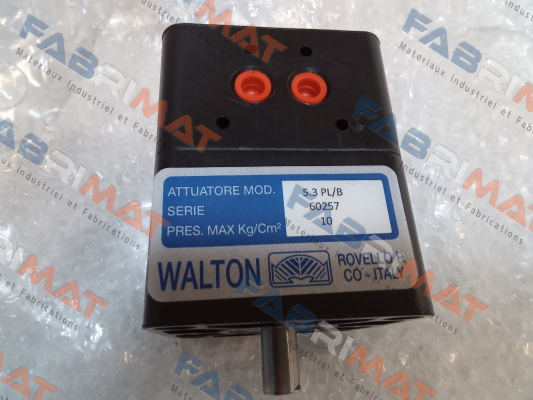 FABRIMAT
Materiaux Industriel et Fabrications
ATTUATORE MOD. 5.3 PL/B
SERIE 60257
PRES. MAX Kg/Cm² 10
WALTON
ROVELLO P.
CO - ITALY